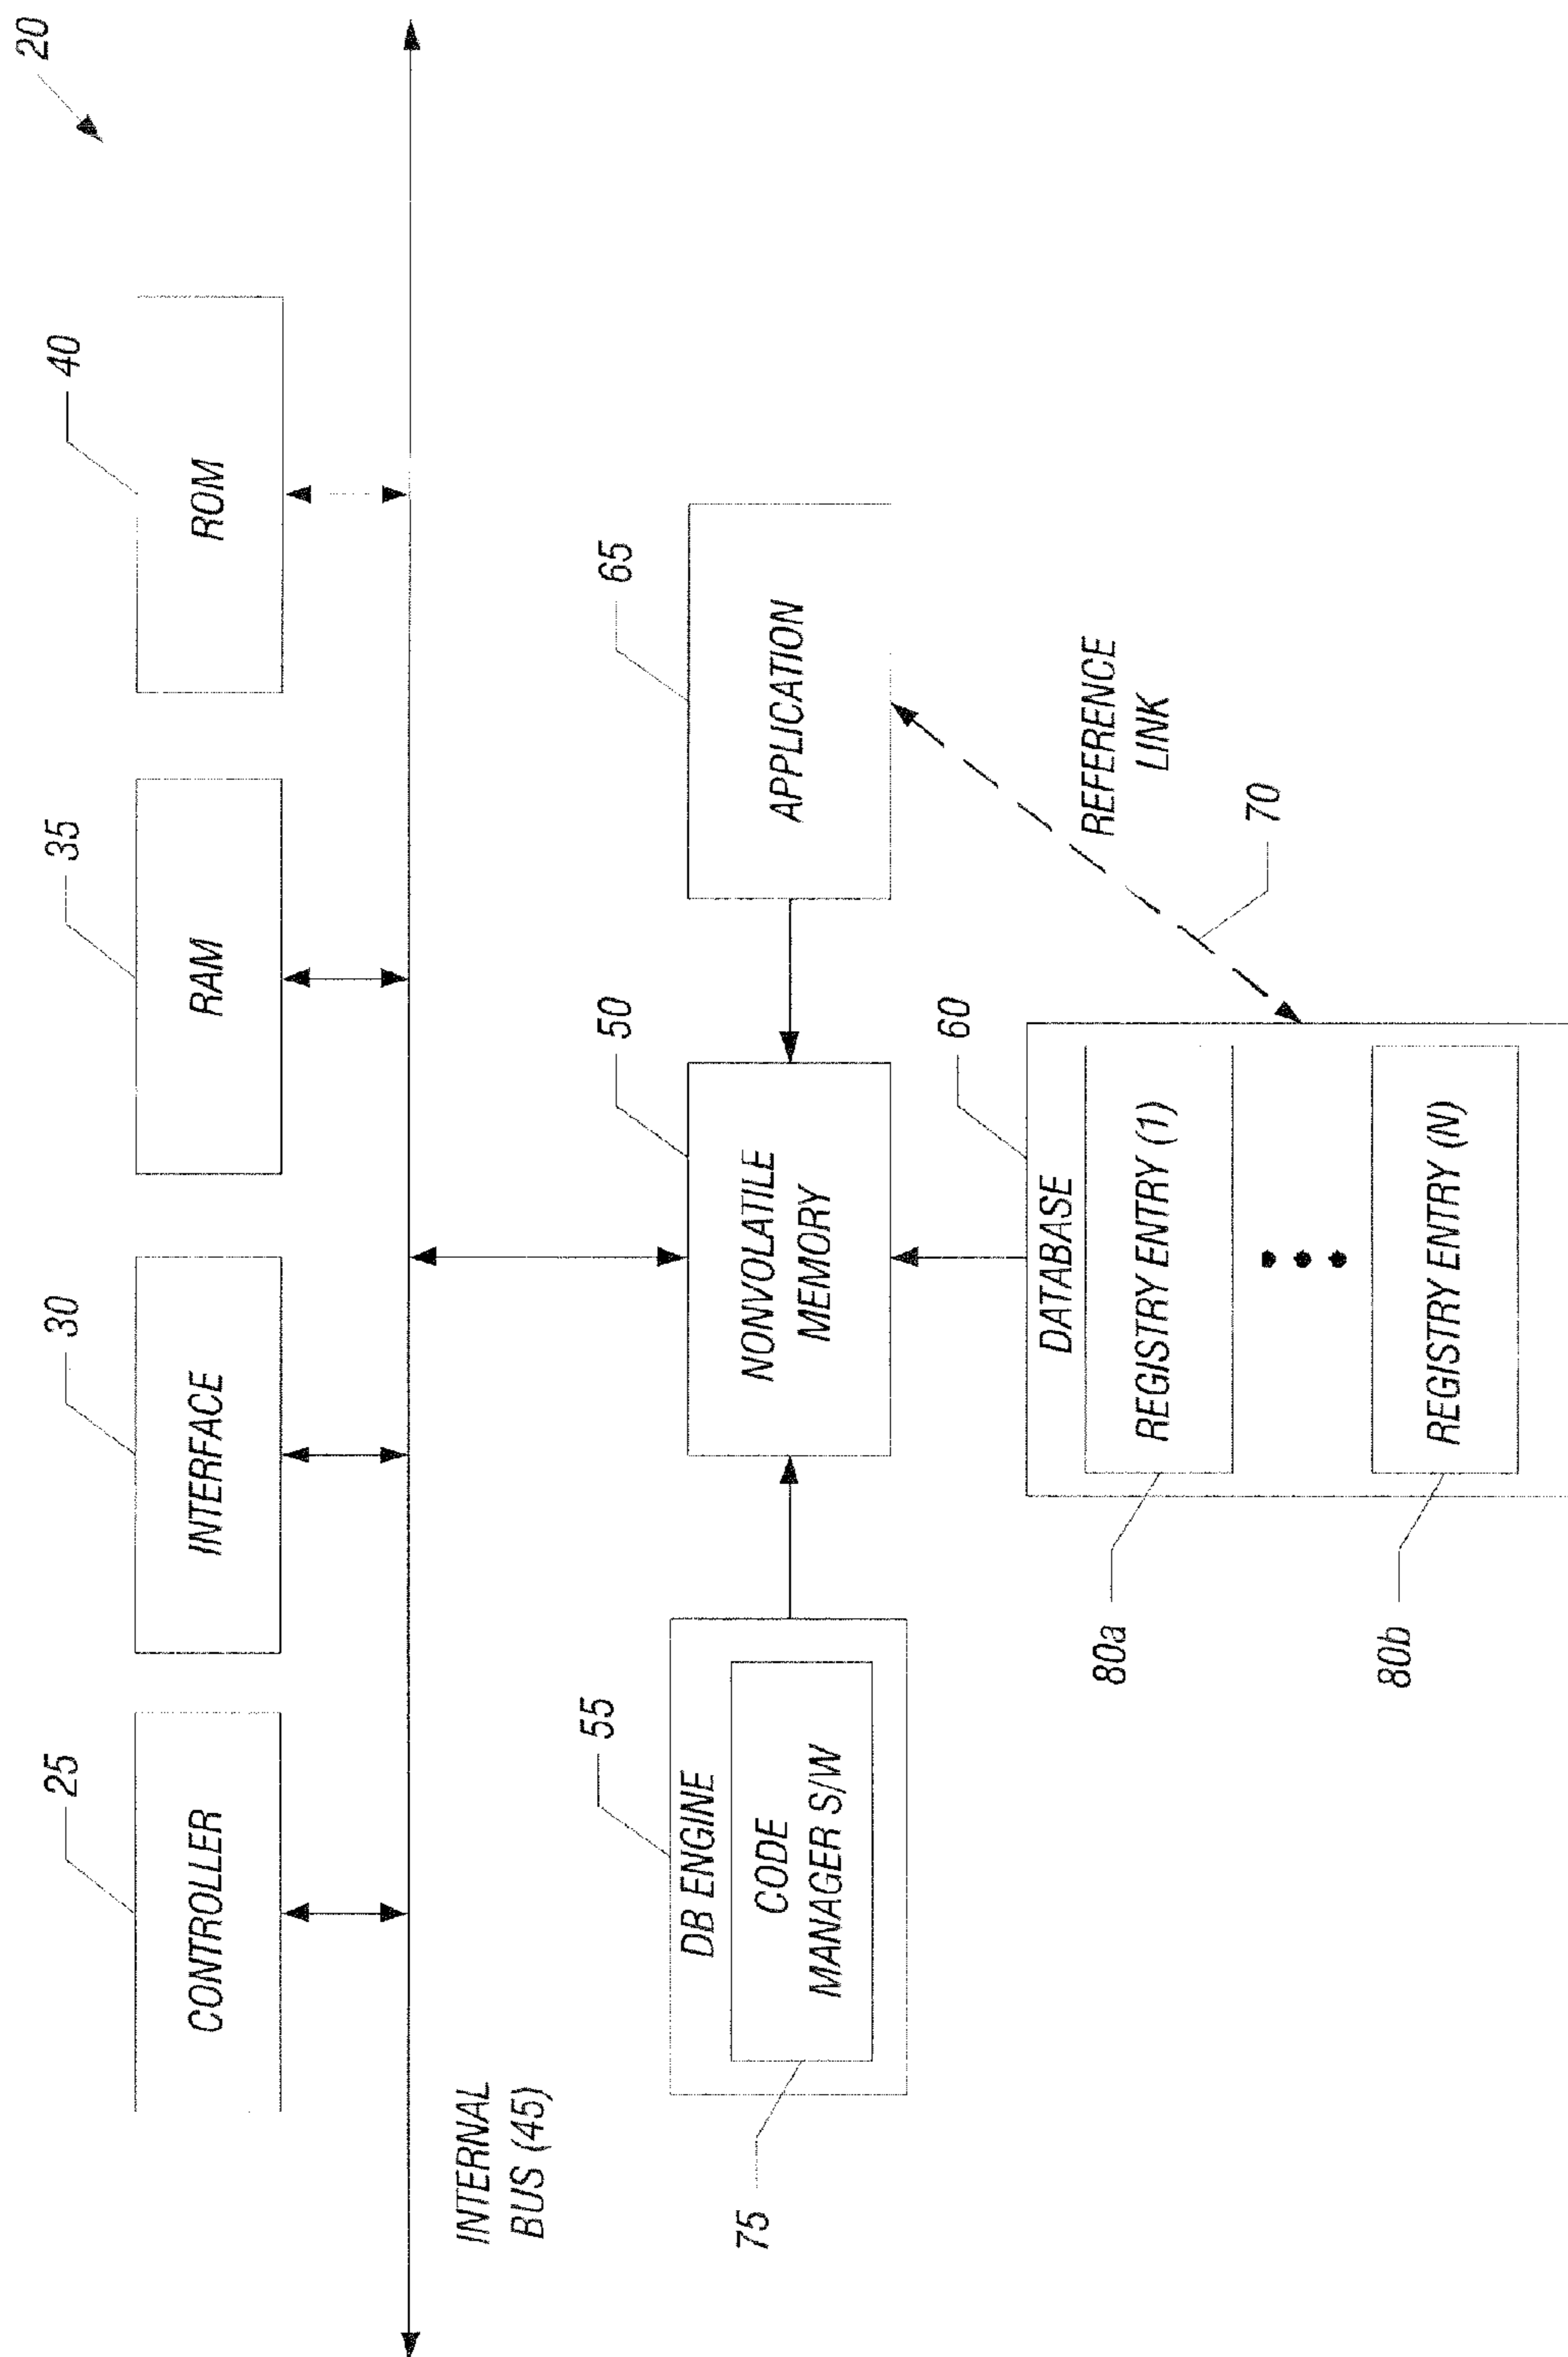 20
25
CONTROLLER
30
INTERFACE
35
RAM
40
ROM
INTERNAL
BUS (45)
55
DB ENGINE
CODE
MANAGER S/W
75
50
NONVOLATILE
MEMORY
65
APPLICATION
60
DATABASE
REGISTRY ENTRY (1)
80a
REGISTRY ENTRY (N)
80b
REFERENCE
LINK
70